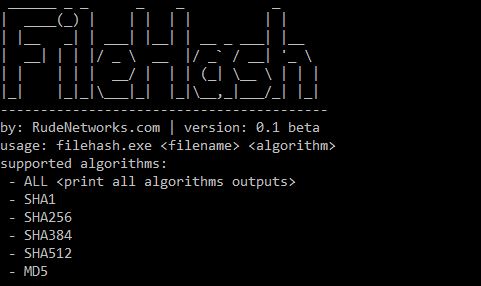 FileHash
by: RudeNetworks.com | version: 0.1 beta
usage: filehash.exe <filename> <algorithm>
supported algorithms:
- ALL <print all algorithms outputs>
- SHA1
- SHA256
- SHA384
- SHA512
- MD5